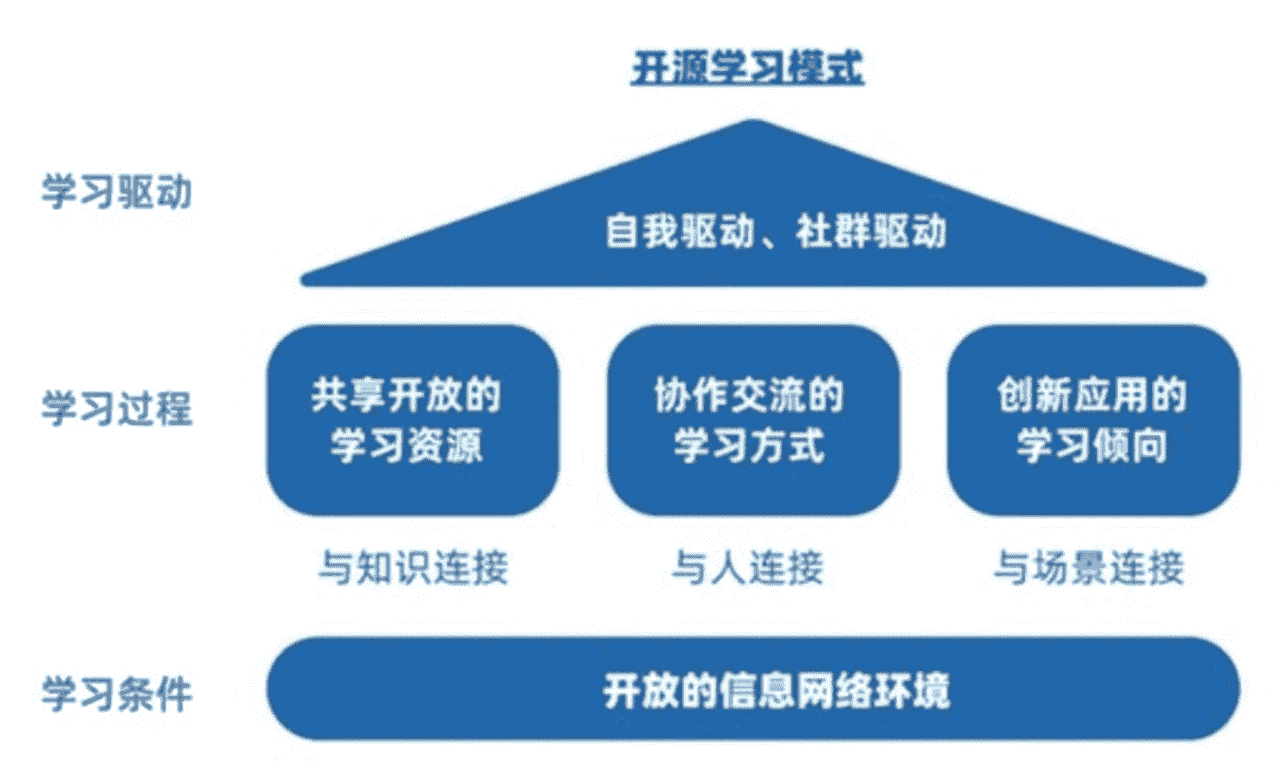 开源学习模式
学习驱动
自我驱动、社群驱动
学习过程
共享开放的
学习资源
协作交流的
学习方式
创新应用的
学习倾向
与知识连接
与人连接
与场景连接
学习条件
开放的信息网络环境